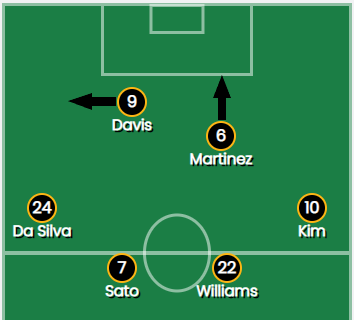 9
Davis
6
Martinez
24
Da Silva
10
Kim
7
Sato
22
Williams